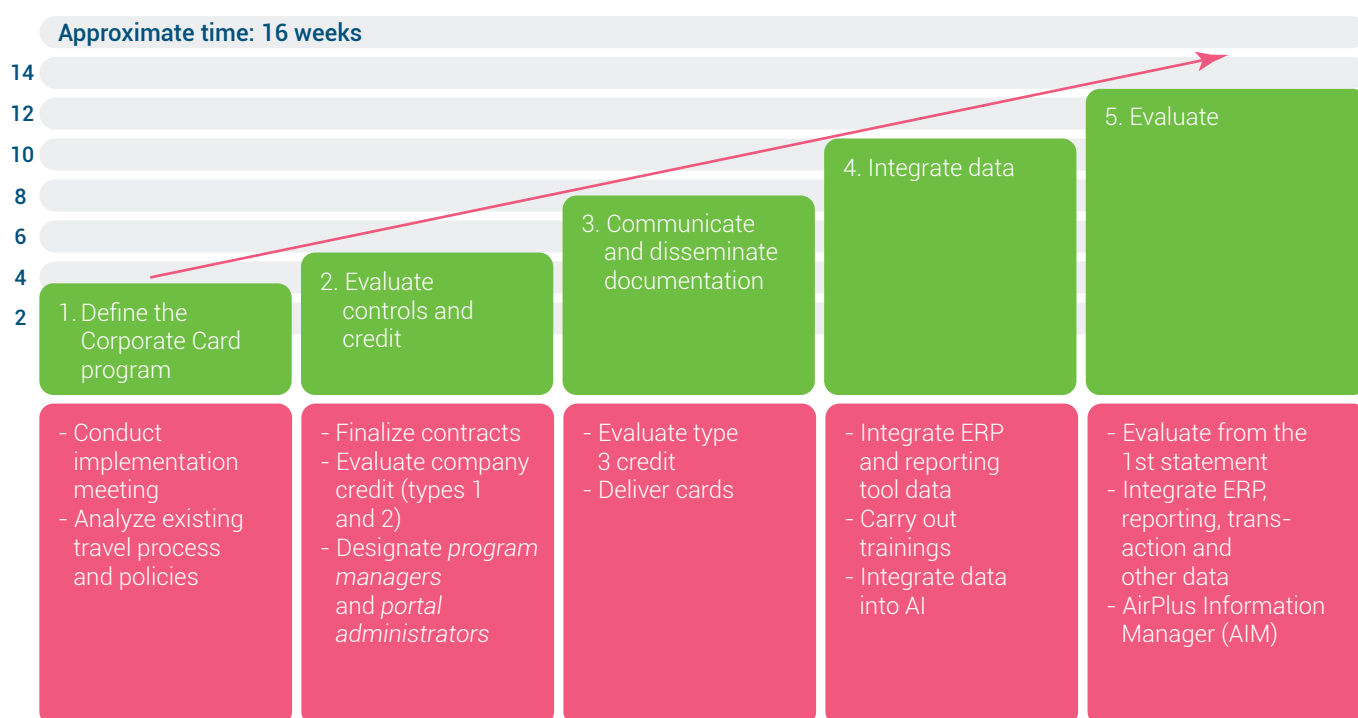 Approximate time: 16 weeks
14
12
10
8
6
4
2
1. Define the
Corporate Card
program
2. Evaluate
controls and
credit
3. Communicate
and disseminate
documentation
4. Integrate data
5. Evaluate
- Conduct
implementation
meeting
- Analyze existing
travel process
and policies
- Finalize contracts
- Evaluate company
credit (types 1
and 2)
- Designate program
managers
and portal
administrators
- Evaluate type
3 credit
- Deliver cards
- Integrate ERP
and reporting
tool data
- Carry out
trainings
- Integrate data
into AI
- Evaluate from the
1st statement
- Integrate ERP,
reporting, trans-
action and
other data
- AirPlus Information
Manager (AIM)